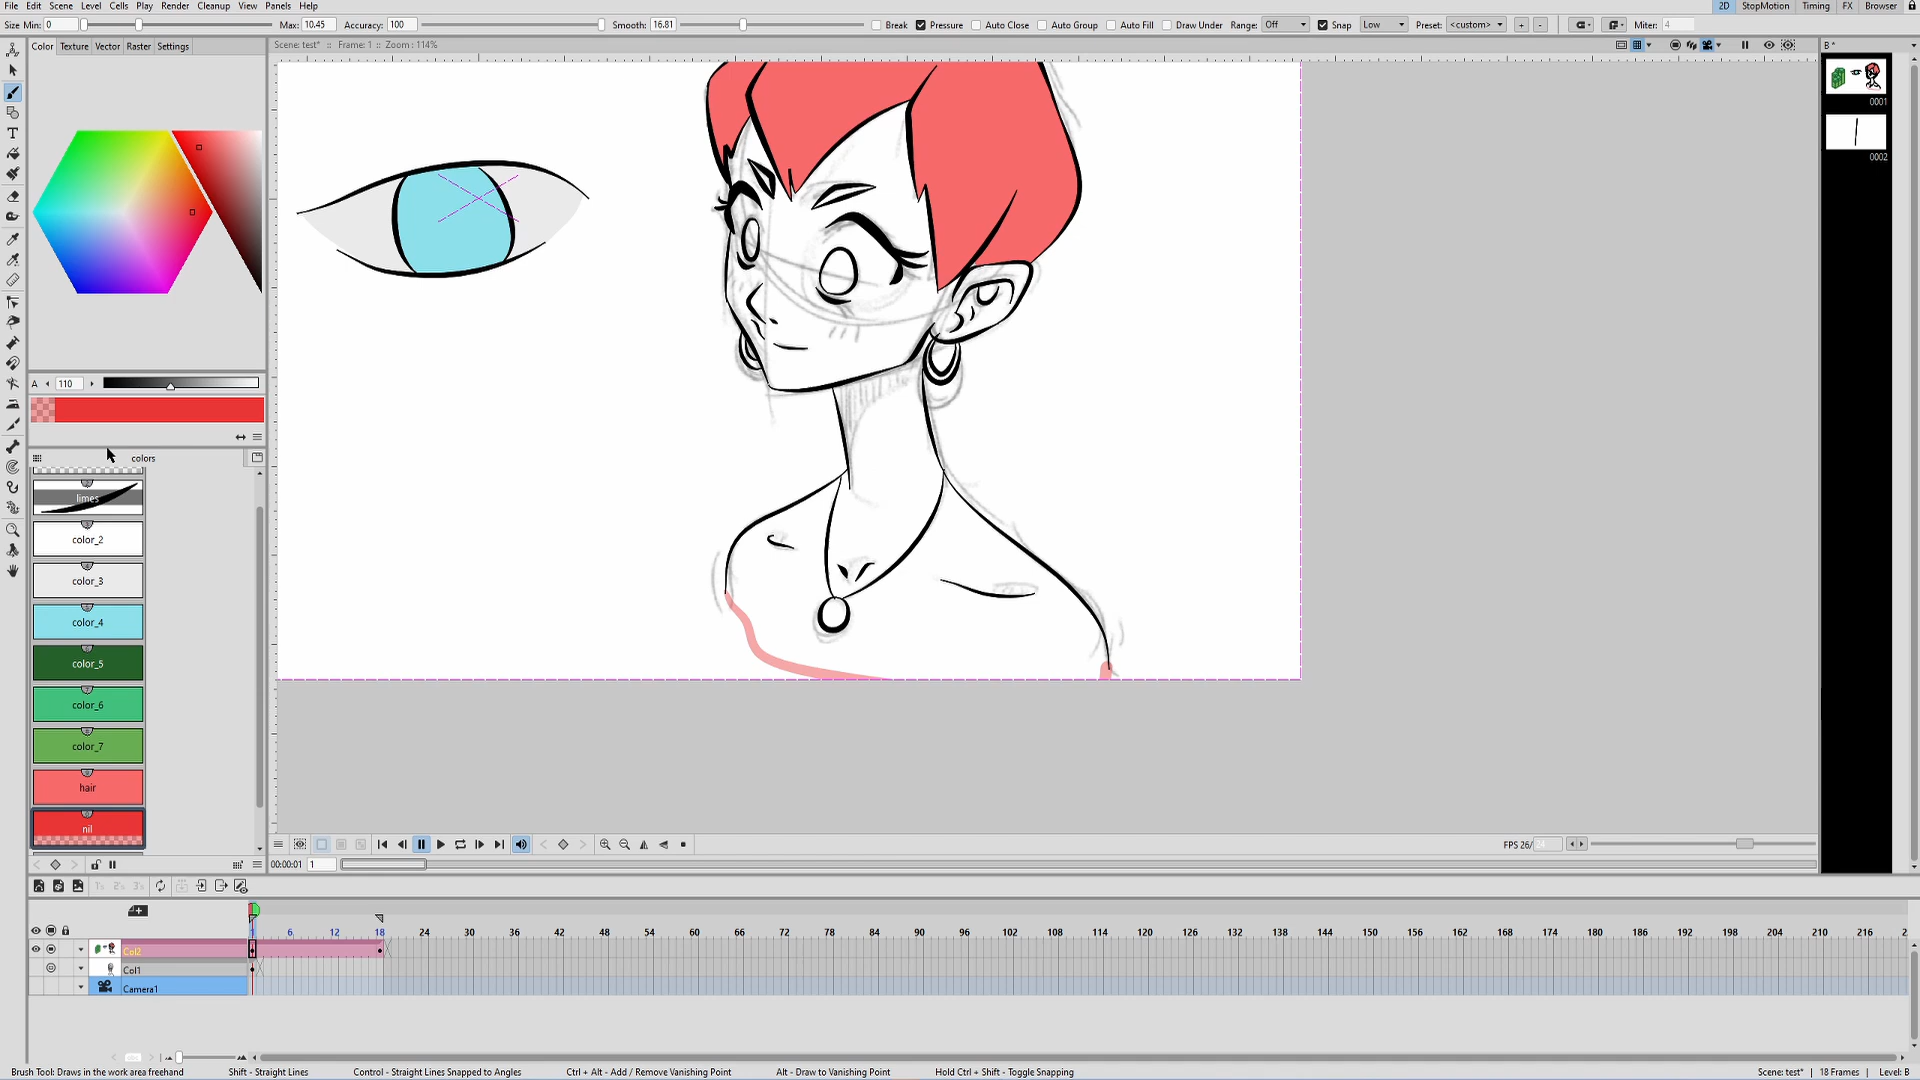 File Edit Scene Level Cells Play Render Cleanup View Panels Help
2D StopMotion Timing FX Browser
Size Min: 0 Max: 10.45 Accuracy: 100 Smooth: 16.81 Break Pressure Auto Close Auto Group Auto Fill Draw Under Range: Off Snap Low Preset: <custom> + - Miter: 4
Color Texture Vector Raster Settings
Scene: test* :: Frame: 1 :: Zoom : 114%
B*
0001
0002
A 110
colors
limes
color_2
color_3
color_4
color_5
color_6
color_7
hair
nil
FPS 26/
00:00:01 1
1's 2's 3's
1 6 12 18 24 30 36 42 48 54 60 66 72 78 84 90 96 102 108 114 120 126 132 138 144 150 156 162 168 174 180 186 192 198 204 210 216 2
Col2
Col1
Camera1
Brush Tool: Draws in the work area freehand Shift - Straight Lines Control - Straight Lines Snapped to Angles Ctrl + Alt - Add / Remove Vanishing Point Alt - Draw to Vanishing Point Hold Ctrl + Shift - Toggle Snapping Scene: test* | 18 Frames | Level: B